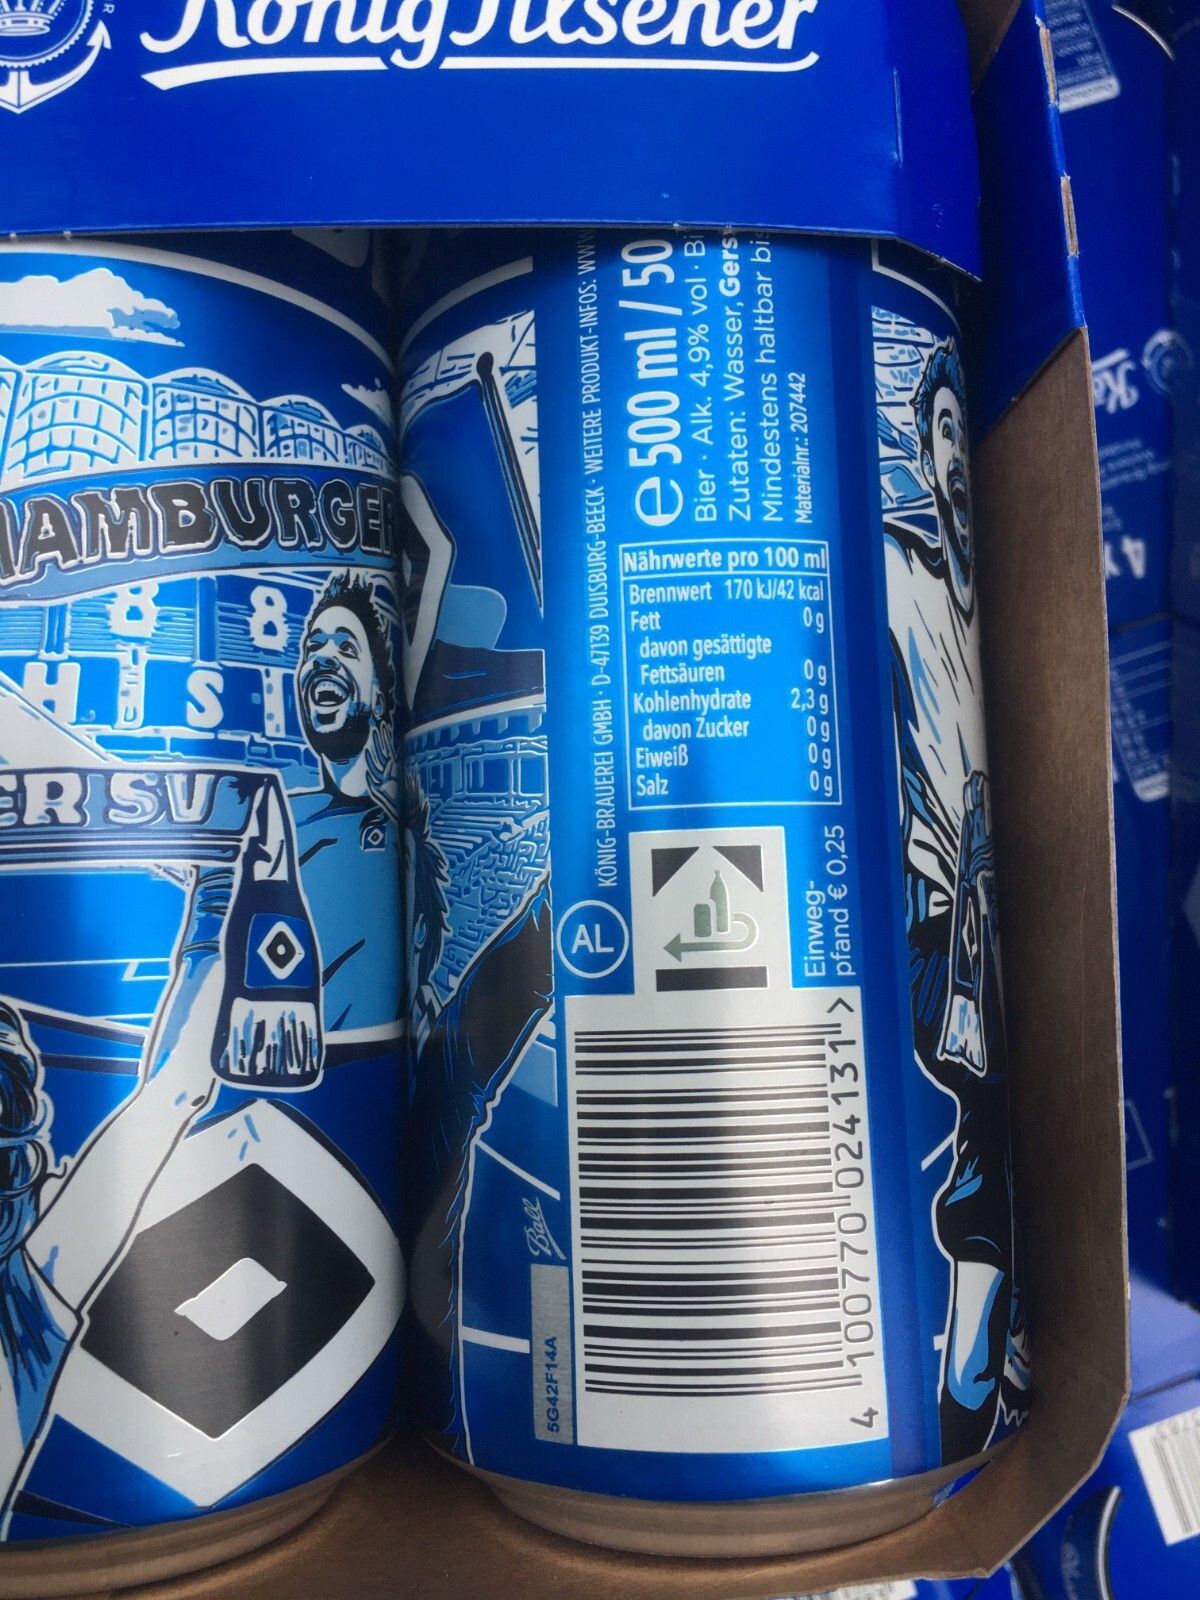 König Pilsener
HAMBURGER
8 8
H I S
ER SV
KÖNIG-BRAUEREI GMBH · D-47139 DUISBURG-BEECK · WEITERE PRODUKT-INFOS: WWW
e 500 ml / 50
Bier · Alk. 4,9% vol · Bi
Zutaten: Wasser, Gers
Mindestens haltbar bis
Materialnr.: 207442
Nährwerte pro 100 ml
Brennwert 170 kJ/42 kcal
Fett 0 g
davon gesättigte
Fettsäuren 0 g
Kohlenhydrate 2,3 g
davon Zucker 0 g
Eiweiß 0 g
Salz 0 g
AL
Einweg-
pfand € 0,25
Ball
5G42F14A
4 100770 024131 >